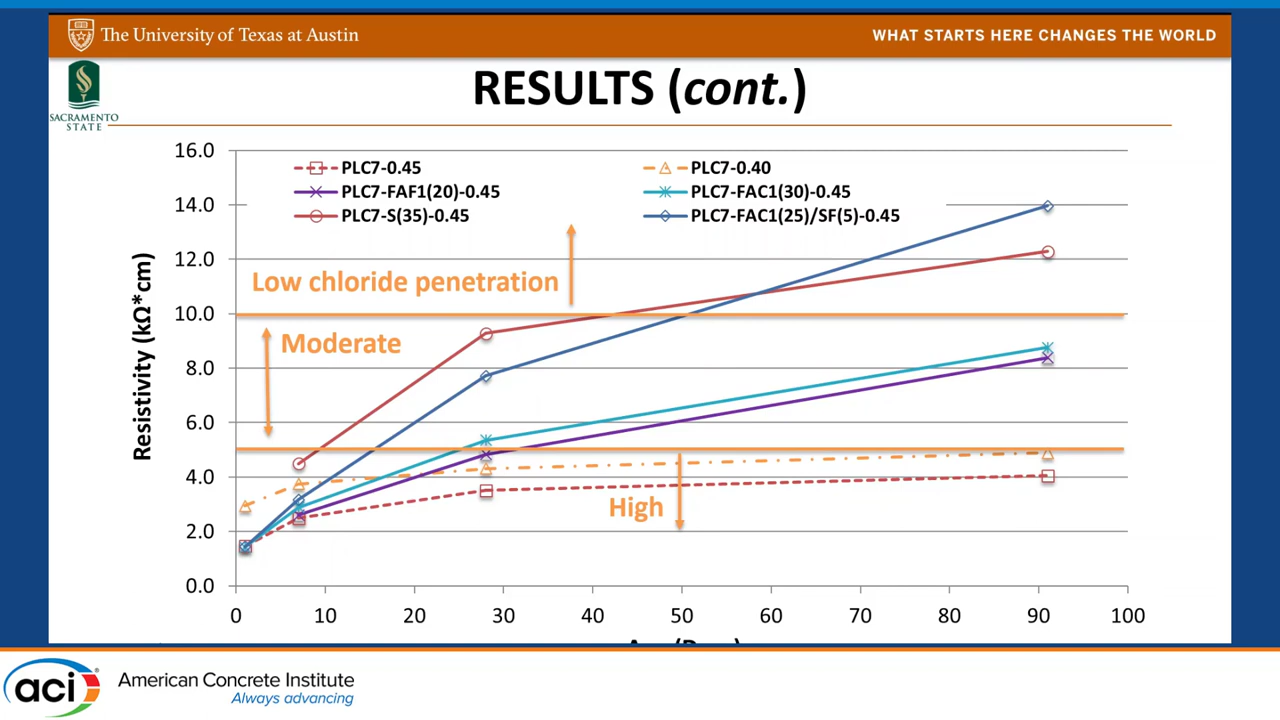 The University of Texas at Austin
WHAT STARTS HERE CHANGES THE WORLD
SACRAMENTO
STATE
RESULTS (cont.)
16.0
14.0
12.0
10.0
8.0
6.0
4.0
2.0
0.0
Resistivity (kΩ*cm)
PLC7-0.45
PLC7-0.40
PLC7-FAF1(20)-0.45
PLC7-FAC1(30)-0.45
PLC7-S(35)-0.45
PLC7-FAC1(25)/SF(5)-0.45
Low chloride penetration
Moderate
High
0 10 20 30 40 50 60 70 80 90 100
aci
American Concrete Institute
Always advancing